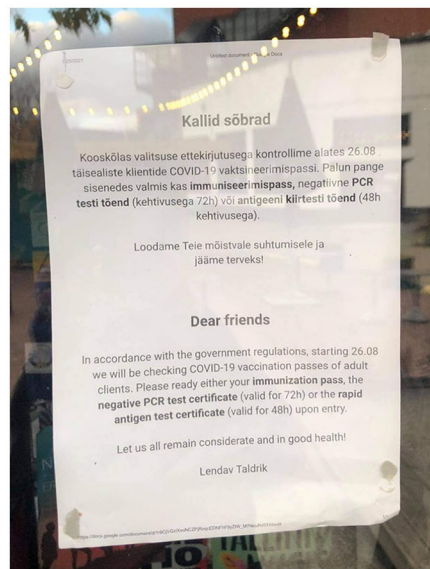 Untitled document
Kallid sõbrad
Kooskõlas valitsuse ettekirjutusega kontrollime alates 26.08
täisealiste klientide COVID-19 vaktsineerimispassi. Palun pange
sisenedes valmis kas immuniseerimispass, negatiivne PCR
testi tõend (kehtivusega 72h) või antigeeni kiirtesti tõend (48h
kehtivusega).
Loodame Teie mõistvale suhtumisele ja
jääme terveks!
Dear friends
In accordance with the government regulations, starting 26.08
we will be checking COVID-19 vaccination passes of adult
clients. Please ready either your immunization pass, the
negative PCR test certificate (valid for 72h) or the rapid
antigen test certificate (valid for 48h) upon entry.
Let us all remain considerate and in good health!
Lendav Taldrik